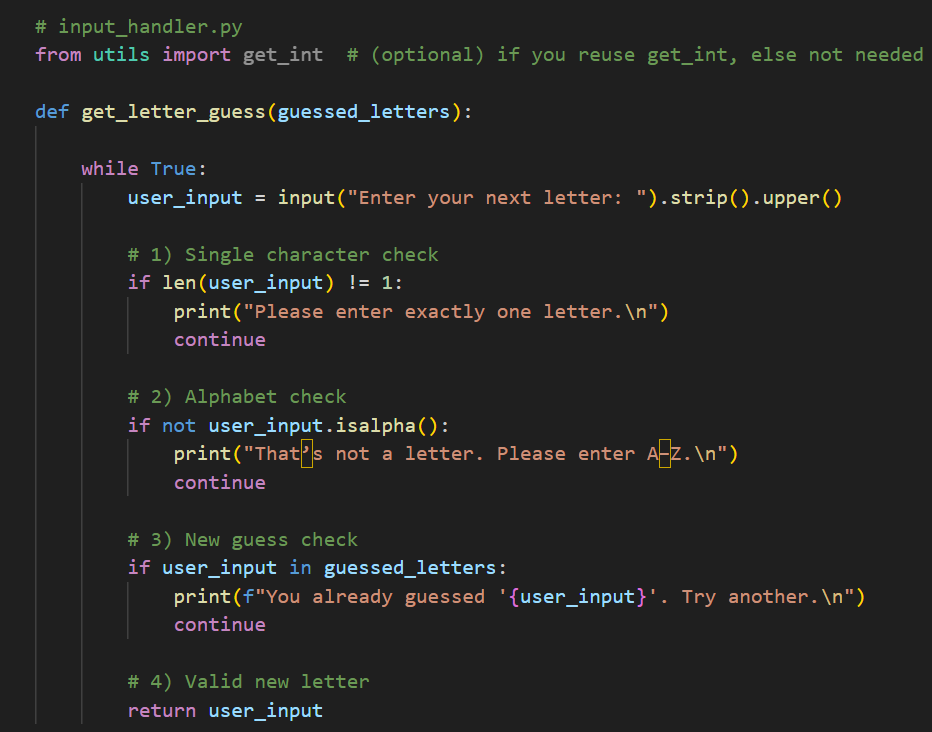 # input_handler.py
from utils import get_int  # (optional) if you reuse get_int, else not needed

def get_letter_guess(guessed_letters):

    while True:
        user_input = input("Enter your next letter: ").strip().upper()

        # 1) Single character check
        if len(user_input) != 1:
            print("Please enter exactly one letter.\n")
            continue

        # 2) Alphabet check
        if not user_input.isalpha():
            print("That’s not a letter. Please enter A–Z.\n")
            continue

        # 3) New guess check
        if user_input in guessed_letters:
            print(f"You already guessed '{user_input}'. Try another.\n")
            continue

        # 4) Valid new letter
        return user_input